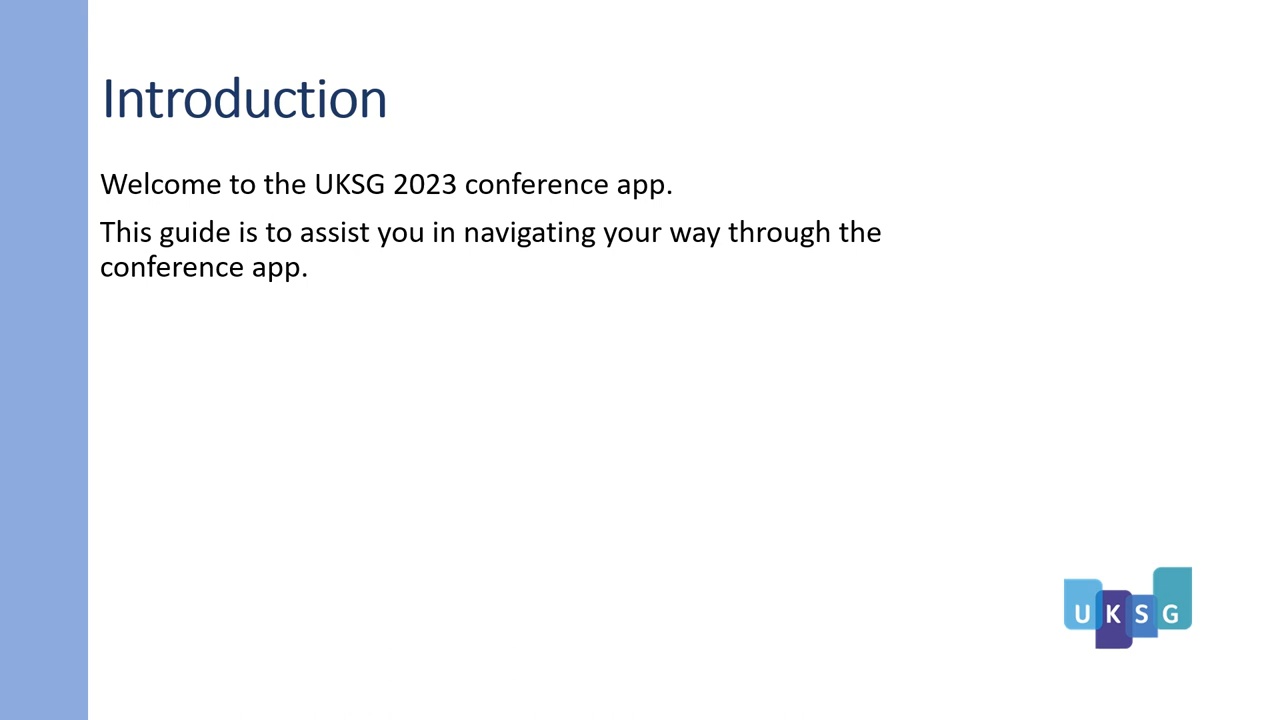 Introduction
Welcome to the UKSG 2023 conference app.
This guide is to assist you in navigating your way through the
conference app.
UKSG